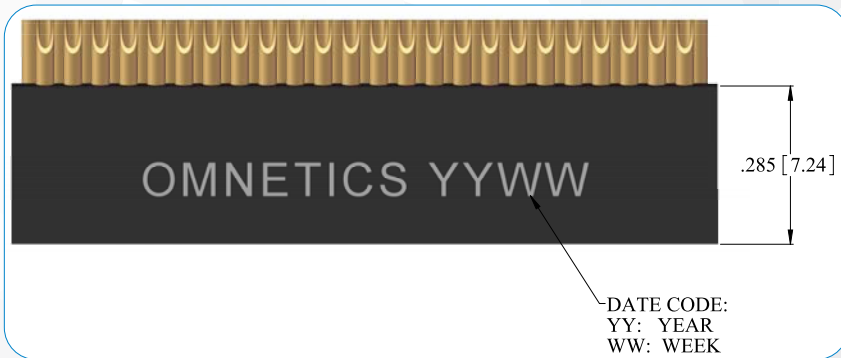 OMNETICS YYWW
.285 [7.24]
DATE CODE:
YY: YEAR
WW: WEEK